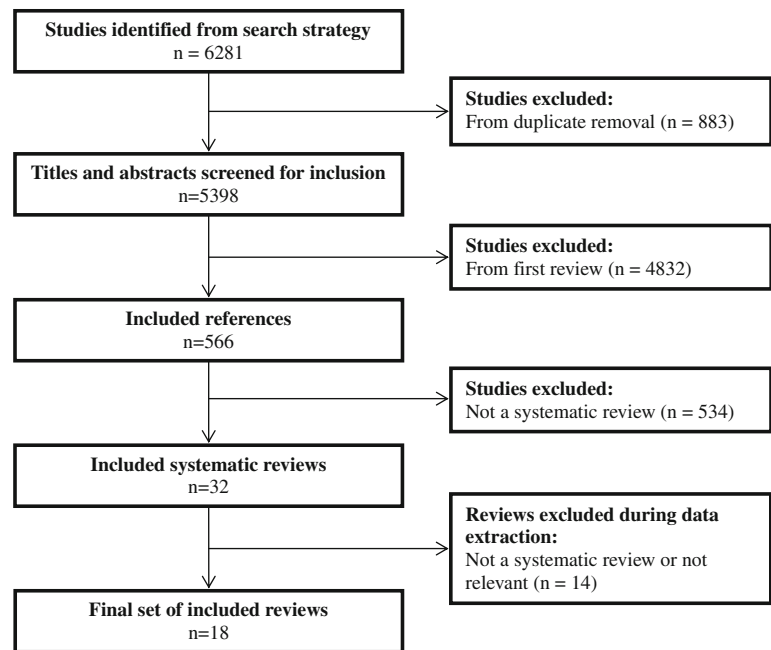 Studies identified from search strategy
n = 6281
Studies excluded:
From duplicate removal (n = 883)
Titles and abstracts screened for inclusion
n=5398
Studies excluded:
From first review (n = 4832)
Included references
n=566
Studies excluded:
Not a systematic review (n = 534)
Included systematic reviews
n=32
Reviews excluded during data
extraction:
Not a systematic review or not
relevant (n = 14)
Final set of included reviews
n=18